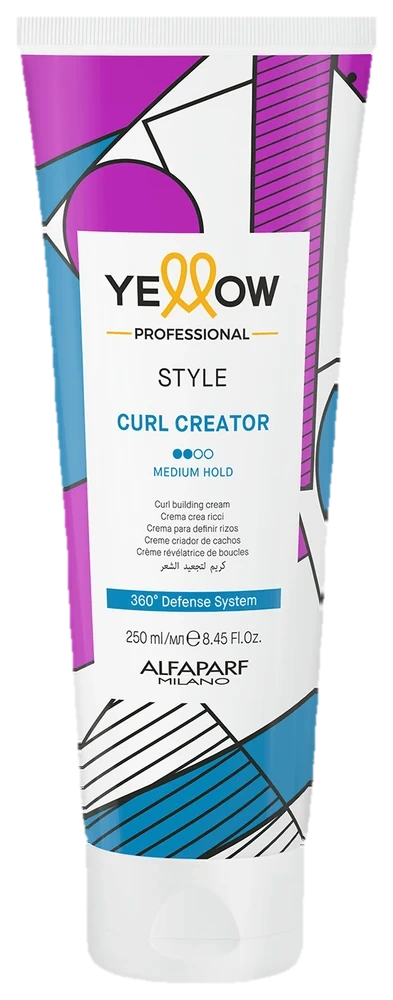 YELLOW
PROFESSIONAL
STYLE
CURL CREATOR
MEDIUM HOLD
Curl building cream
Crema crea ricci
Crema para definir rizos
Creme criador de cachos
Crème révélatrice de boucles
كريم لتجعيد الشعر
360° Defense System
250 ml/мл ℮ 8.45 Fl.Oz.
ALFAPARF
MILANO